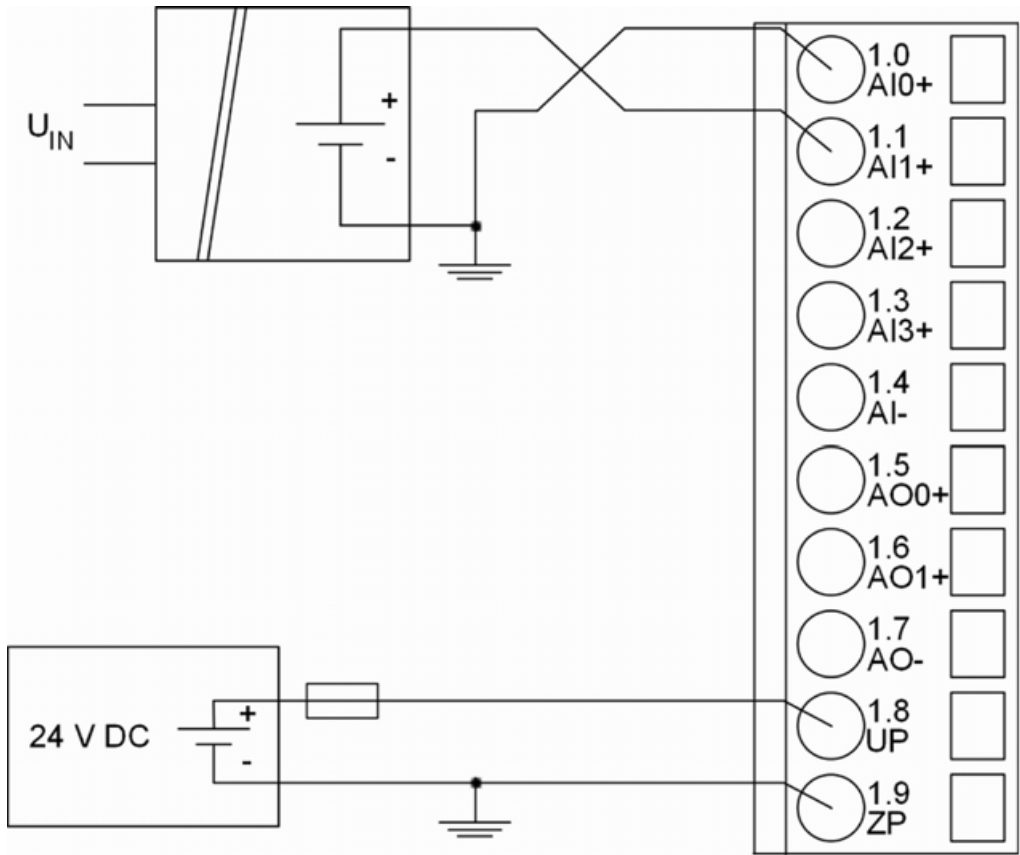 UIN
+
-
1.0
AI0+
1.1
AI1+
1.2
AI2+
1.3
AI3+
1.4
AI-
1.5
AO0+
1.6
AO1+
1.7
AO-
24 V DC
+
-
1.8
UP
1.9
ZP